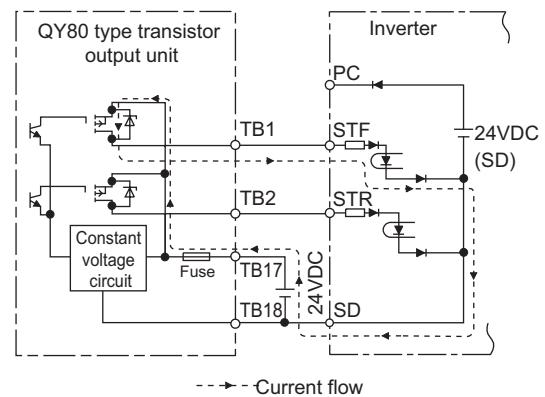 QY80 type transistor
output unit
Inverter
PC
TB1
STF
24VDC
(SD)
TB2
STR
Constant
voltage
circuit
Fuse
TB17
24VDC
TB18
SD
Current flow